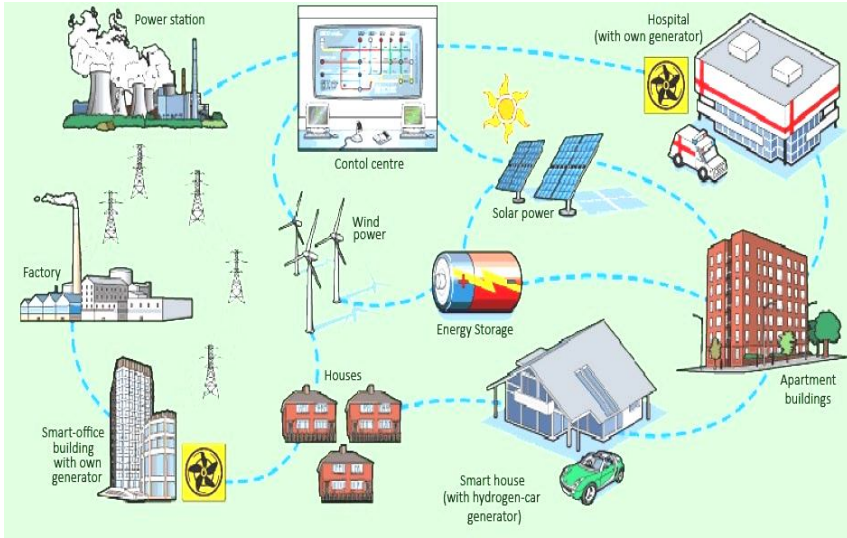 Power station
Hospital
(with own generator)
Contol centre
Solar power
Wind
power
Factory
Energy Storage
Houses
Apartment
buildings
Smart-office
building
with own
generator
Smart house
(with hydrogen-car
generator)